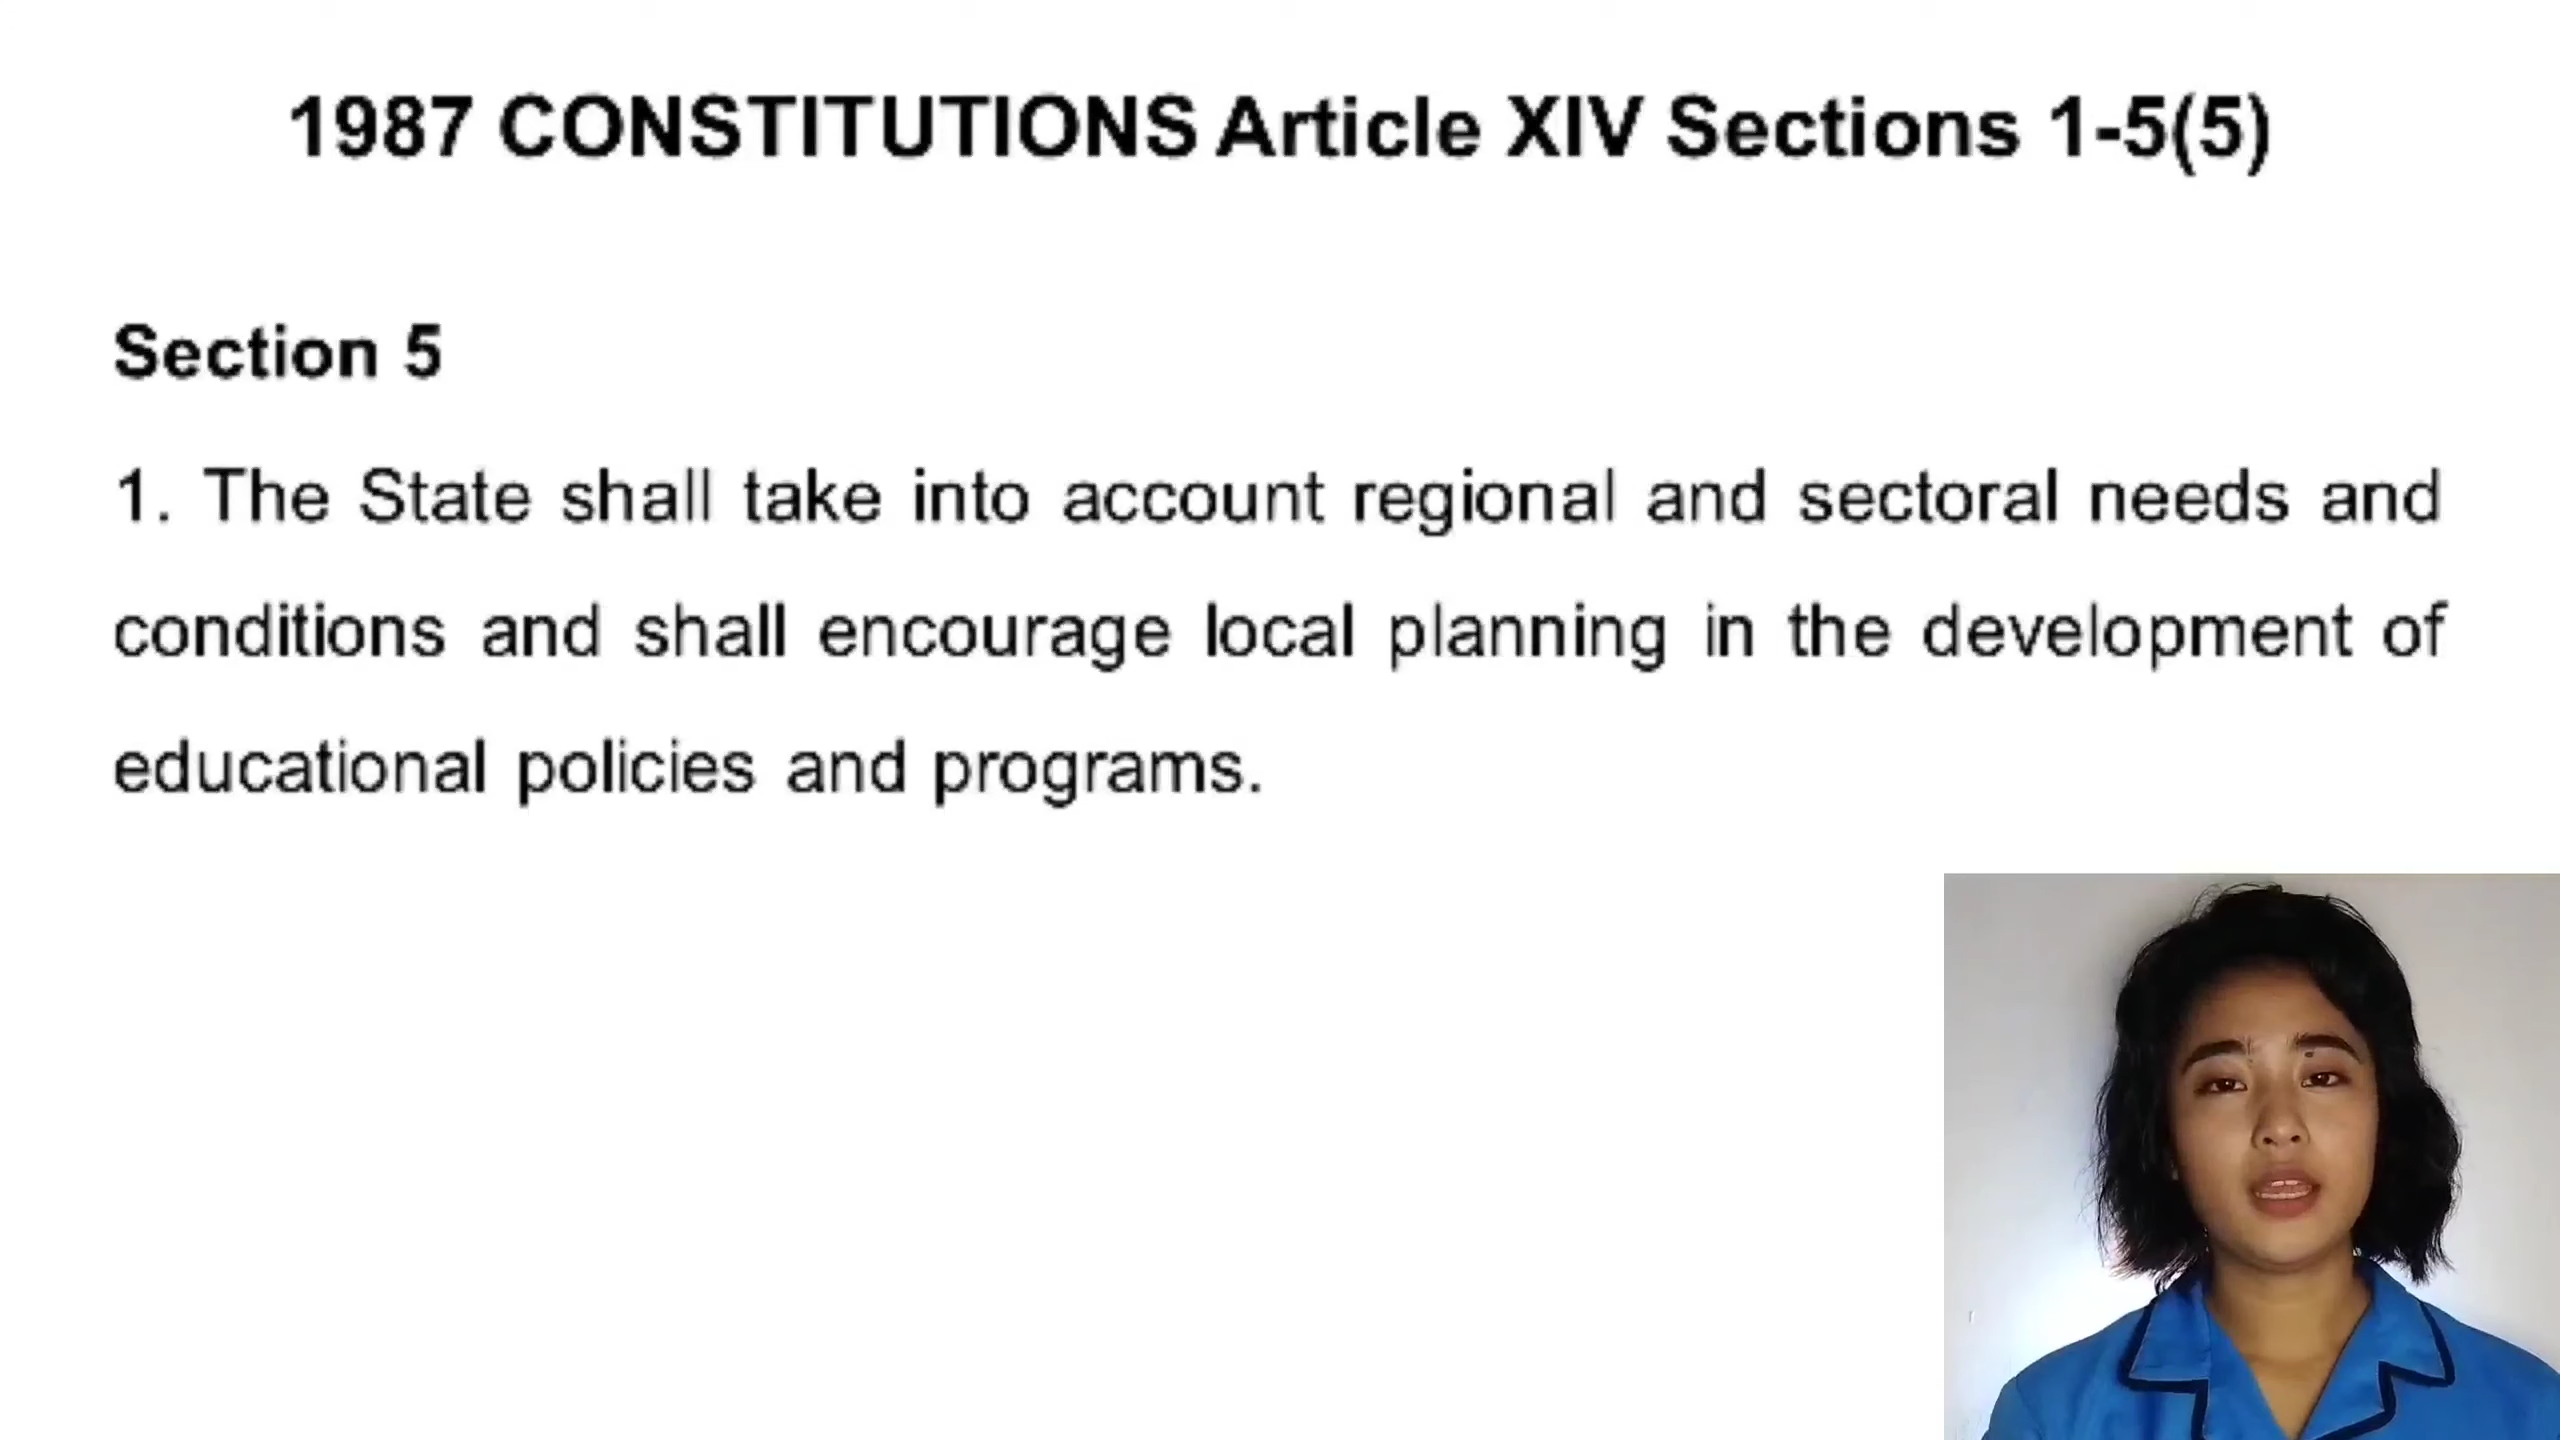 1987 CONSTITUTIONS Article XIV Sections 1-5(5)
Section 5
1. The State shall take into account regional and sectoral needs and
conditions and shall encourage local planning in the development of
educational policies and programs.